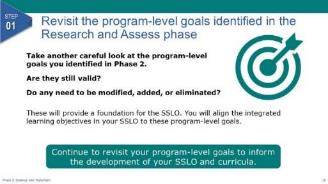 STEP
01
Revisit the program-level goals identified in the
Research and Assess phase
Take another careful look at the program-level
goals you identified in Phase 2.
Are they still valid?
Do any need to be modified, added, or eliminated?
These will provide a foundation for the SSLO. You will align the integrated
learning objectives in your SSLO to these program-level goals.
Continue to revisit your program-level goals to inform
the development of your SSLO and curricula.